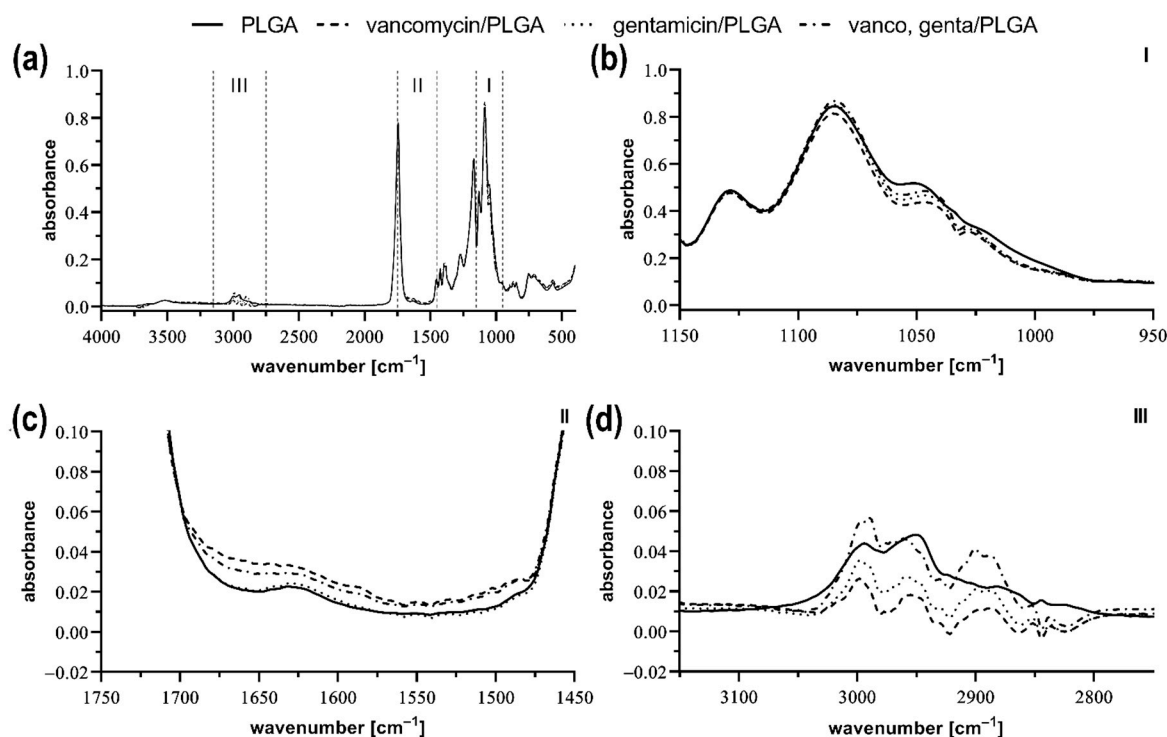 PLGA vancomycin/PLGA gentamicin/PLGA vanco, genta/PLGA
(a)
III II I
1.0
0.8
0.6
0.4
0.2
0.0
absorbance
4000 3500 3000 2500 2000 1500 1000 500
wavenumber [cm⁻¹]
(b)
I
1.0
0.8
0.6
0.4
0.2
0.0
absorbance
1150 1100 1050 1000 950
wavenumber [cm⁻¹]
(c)
II
0.10
0.08
0.06
0.04
0.02
0.00
−0.02
absorbance
1750 1700 1650 1600 1550 1500 1450
wavenumber [cm⁻¹]
(d)
III
0.10
0.08
0.06
0.04
0.02
0.00
−0.02
absorbance
3100 3000 2900 2800
wavenumber [cm⁻¹]